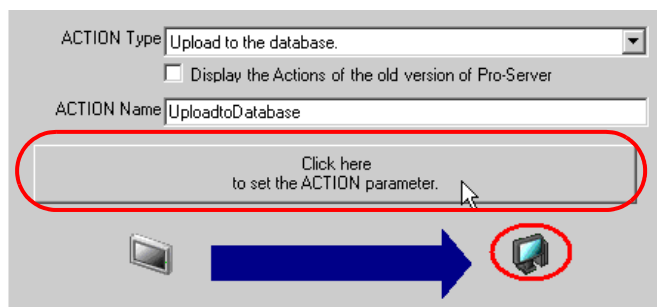 ACTION Type Upload to the database.
Display the Actions of the old version of Pro-Server
ACTION Name UploadtoDatabase
Click here
to set the ACTION parameter.